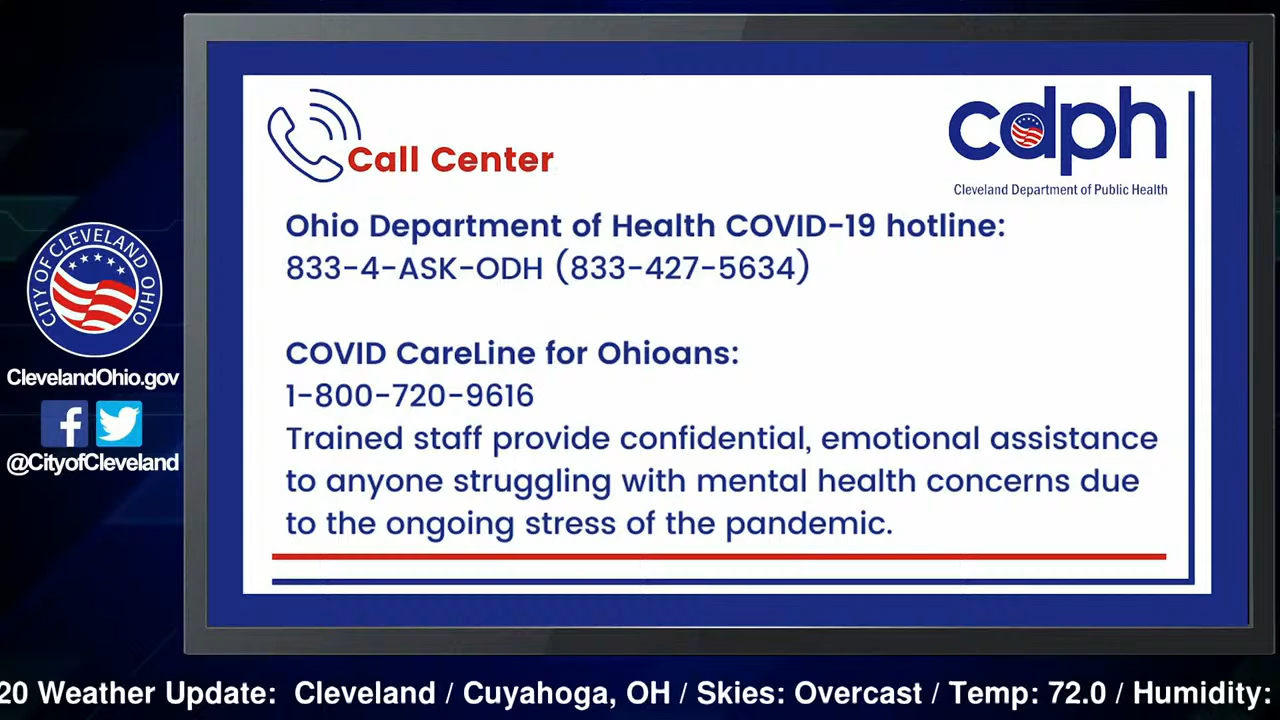 Call Center
cdph
Cleveland Department of Public Health
Ohio Department of Health COVID-19 hotline:
833-4-ASK-ODH (833-427-5634)
COVID CareLine for Ohioans:
1-800-720-9616
Trained staff provide confidential, emotional assistance
to anyone struggling with mental health concerns due
to the ongoing stress of the pandemic.
CITY OF CLEVELAND OHIO
ClevelandOhio.gov
f
@CityofCleveland
20 Weather Update: Cleveland / Cuyahoga, OH / Skies: Overcast / Temp: 72.0 / Humidity: